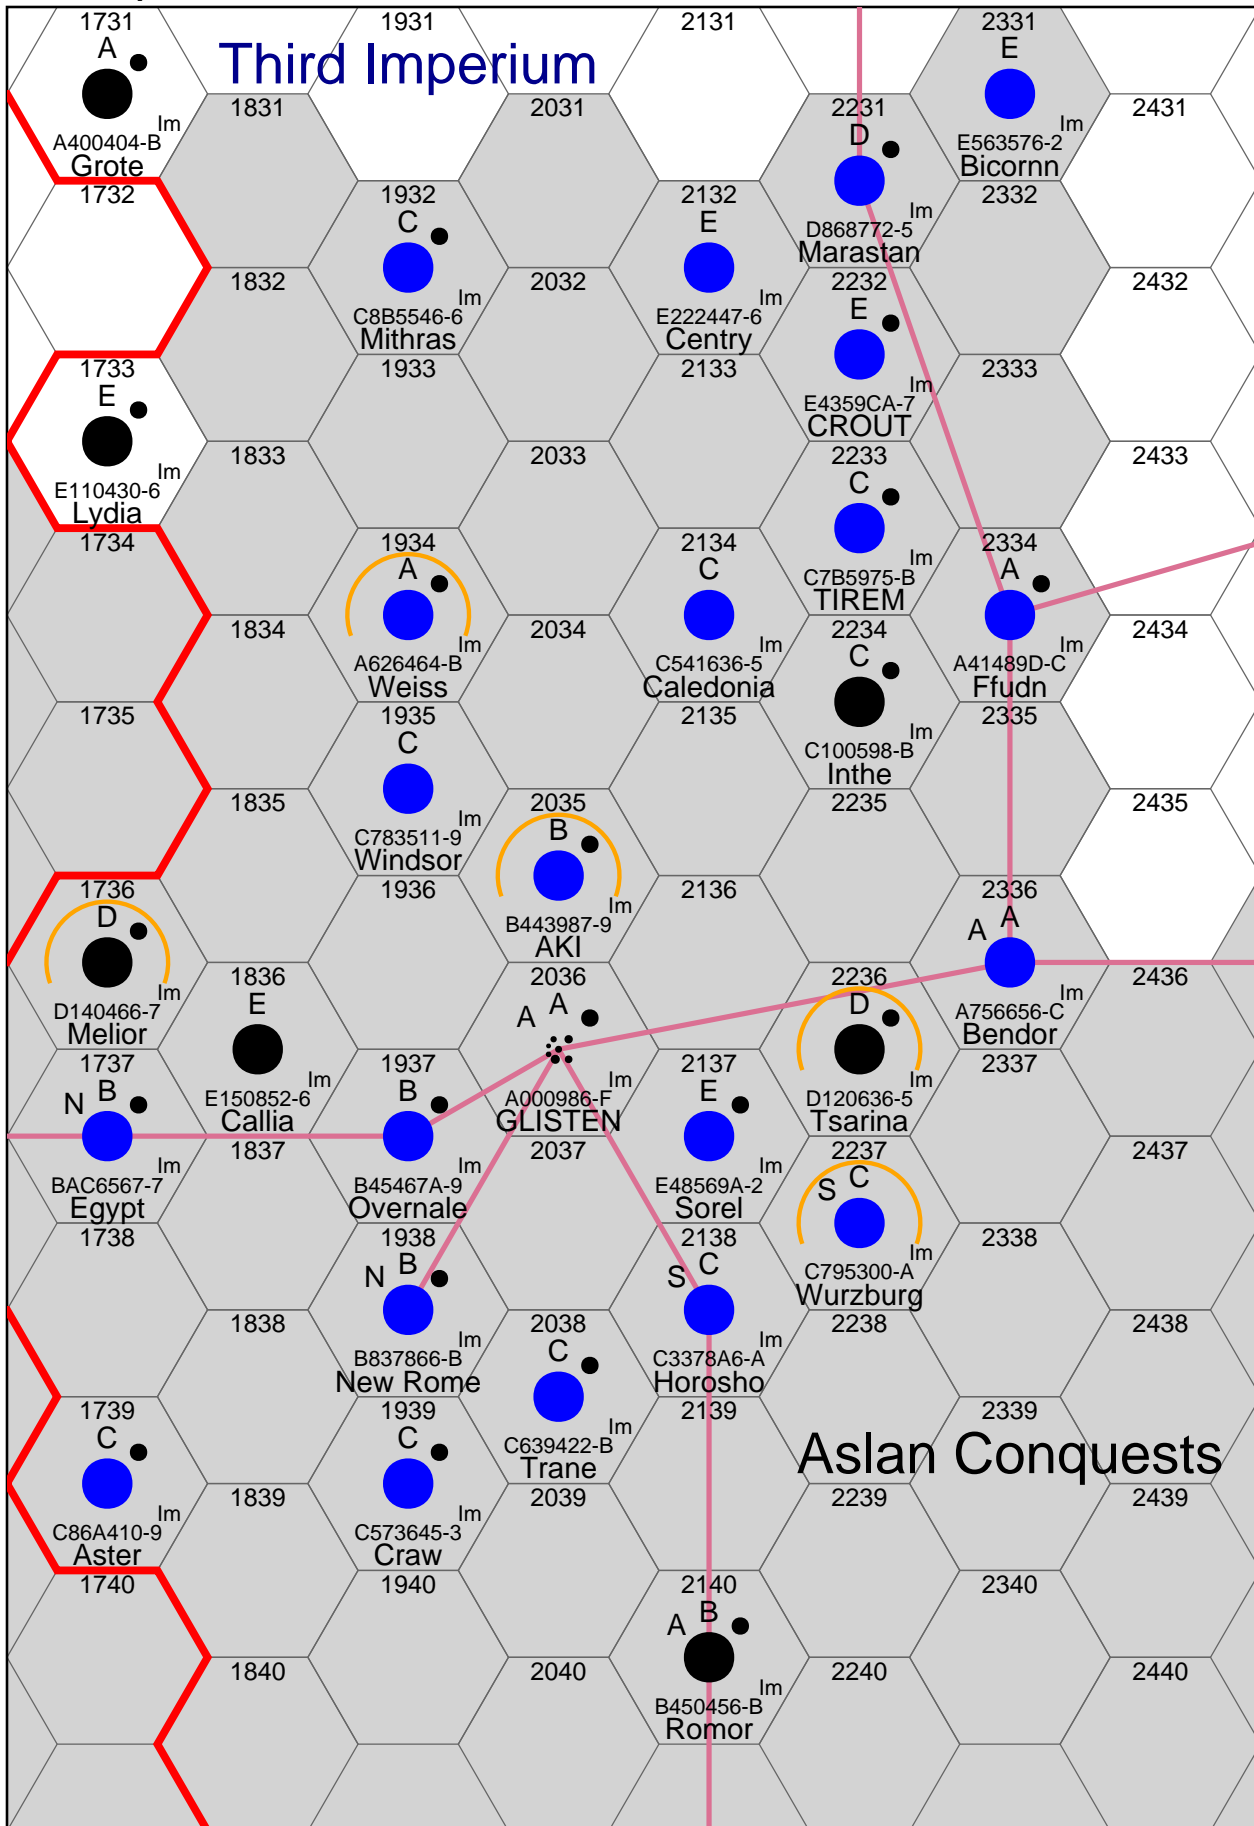 1731
1931
2131
2331
A
Third Imperium
E
1831
2031
2231
2431
Im
D
Im
A400404-B
E563576-2
Grote
Bicornn
1732
1932
2132
2332
C
E
Im
D868772-5
Marastan
1832
2032
2232
2432
Im
Im
E
C8B5546-6
E222447-6
Mithras
Centry
1733
1933
2133
2333
E
Im
E4359CA-7
CROUT
1833
2033
2233
2433
Im
C
E110430-6
Lydia
1734
1934
2134
2334
A
C
A
Im
C7B5975-B
TIREM
1834
2034
2234
2434
Im
Im
C
Im
A626464-B
C541636-5
A41489D-C
Weiss
Caledonia
Ffudn
1735
1935
2135
2335
C
Im
C100598-B
Inthe
1835
2035
2235
2435
Im
B
C783511-9
Windsor
1736
1936
2136
2336
D
Im
A
A
B443987-9
AKI
1836
2036
2236
2436
Im
E
A
A
D
Im
D140466-7
A756656-C
Melior
Bendor
1737
1937
2137
2337
N
B
Im
B
Im
E
Im
E150852-6
A000986-F
D120636-5
Callia
GLISTEN
Tsarina
1837
2037
2237
2437
Im
Im
Im
S
C
BAC6567-7
B45467A-9
E48569A-2
Egypt
Overnale
Sorel
1738
1938
2138
2338
N
B
S
C
Im
C795300-A
Wurzburg
1838
2038
2238
2438
Im
C
Im
B837866-B
C3378A6-A
New Rome
Horosho
1739
1939
2139
2339
C
C
Im
C639422-B
Aslan Conquests
Trane
1839
2039
2239
2439
Im
Im
C86A410-9
C573645-3
Aster
Craw
1740
1940
2140
2340
A
B
1840
2040
2240
2440
Im
B450456-B
Romor